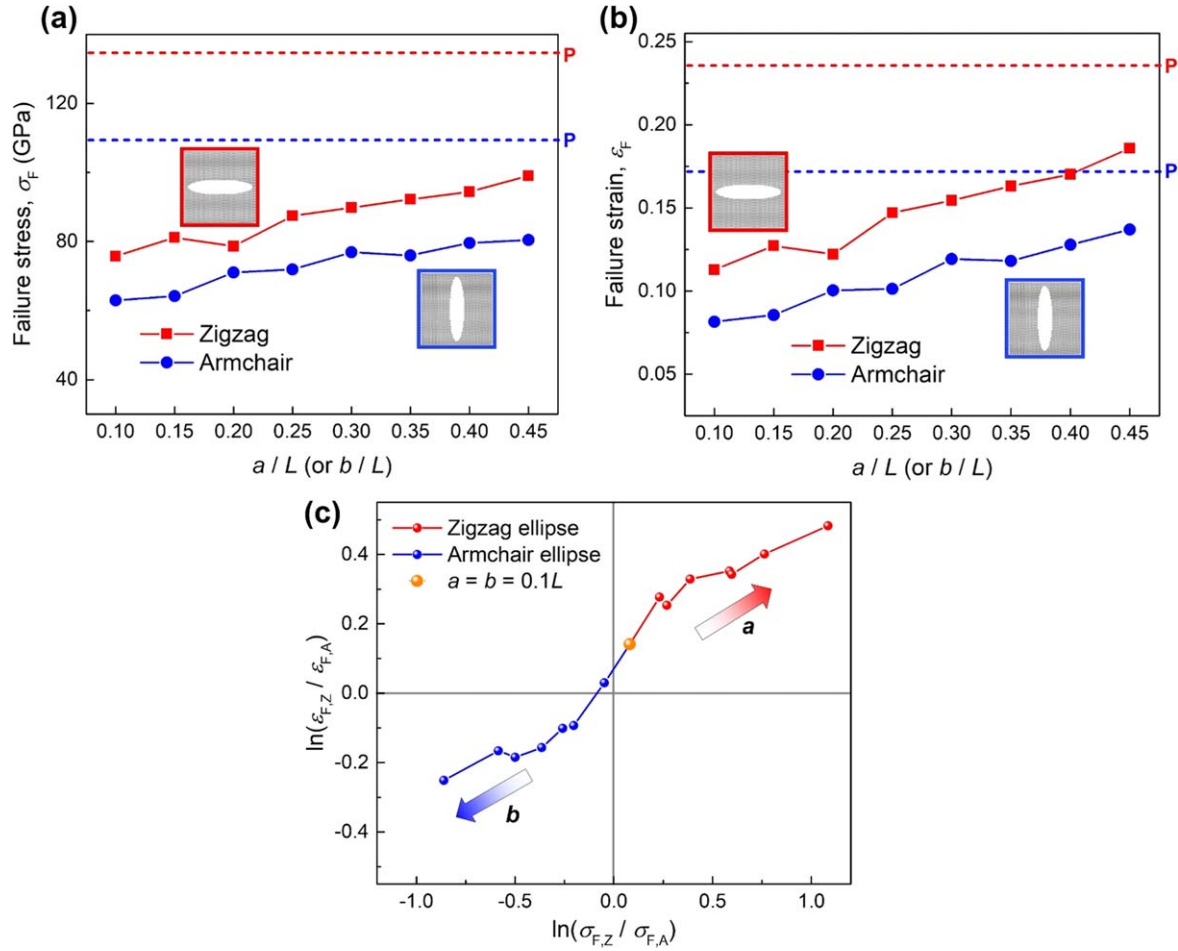 (a)
Failure stress, σF (GPa)
120
80
40
P
P
Zigzag
Armchair
0.10 0.15 0.20 0.25 0.30 0.35 0.40 0.45
a / L (or b / L)
(b)
Failure strain, εF
0.25
0.20
0.15
0.10
0.05
P
P
Zigzag
Armchair
0.10 0.15 0.20 0.25 0.30 0.35 0.40 0.45
a / L (or b / L)
(c)
ln(εF,Z / εF,A)
0.4
0.2
0.0
-0.2
-0.4
Zigzag ellipse
Armchair ellipse
a = b = 0.1L
a
b
-1.0 -0.5 0.0 0.5 1.0
ln(σF,Z / σF,A)